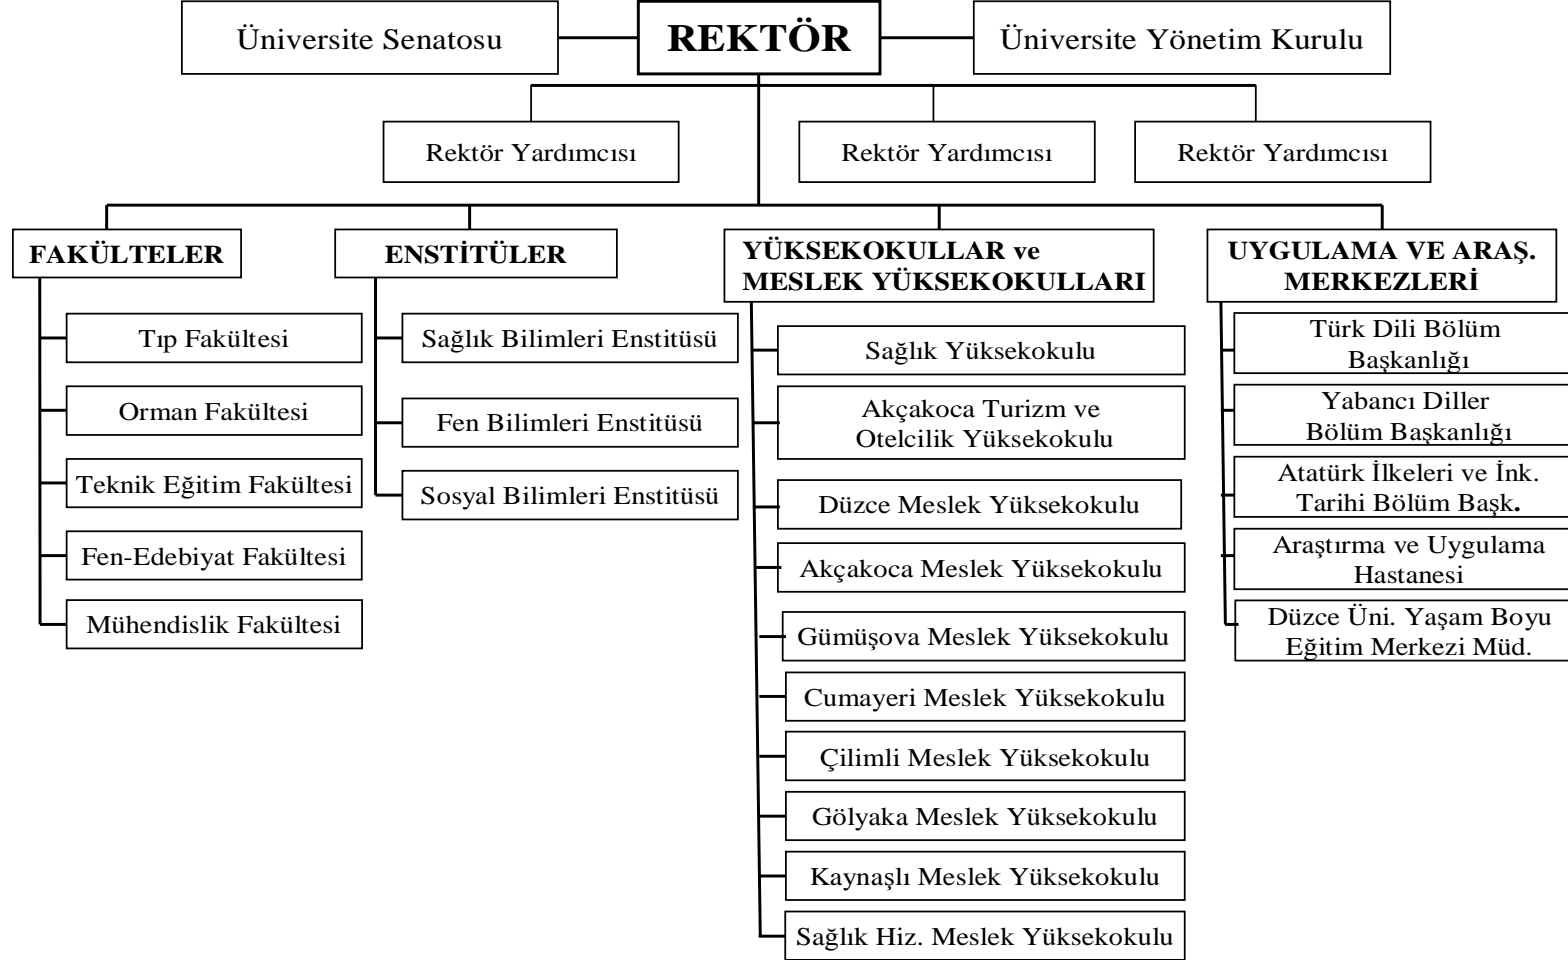 Üniversite Senatosu
REKTÖR
Üniversite Yönetim Kurulu
Rektör Yardımcısı
Rektör Yardımcısı
Rektör Yardımcısı
FAKÜLTELER
Tıp Fakültesi
Orman Fakültesi
Teknik Eğitim Fakültesi
Fen-Edebiyat Fakültesi
Mühendislik Fakültesi
ENSTİTÜLER
Sağlık Bilimleri Enstitüsü
Fen Bilimleri Enstitüsü
Sosyal Bilimleri Enstitüsü
YÜKSEKOKULLAR ve
MESLEK YÜKSEKOKULLARI
Sağlık Yüksekokulu
Akçakoca Turizm ve
Otelcilik Yüksekokulu
Düzce Meslek Yüksekokulu
Akçakoca Meslek Yüksekokulu
Gümüşova Meslek Yüksekokulu
Cumayeri Meslek Yüksekokulu
Çilimli Meslek Yüksekokulu
Gölyaka Meslek Yüksekokulu
Kaynaşlı Meslek Yüksekokulu
Sağlık Hiz. Meslek Yüksekokulu
UYGULAMA VE ARAŞ.
MERKEZLERİ
Türk Dili Bölüm
Başkanlığı
Yabancı Diller
Bölüm Başkanlığı
Atatürk İlkeleri ve İnk.
Tarihi Bölüm Başk.
Araştırma ve Uygulama
Hastanesi
Düzce Üni. Yaşam Boyu
Eğitim Merkezi Müd.